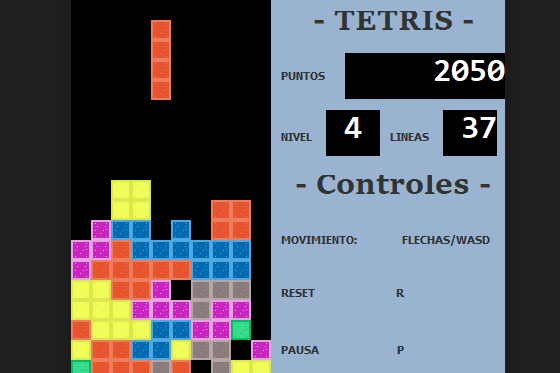 - TETRIS -
PUNTOS 2050
NIVEL 4 LINEAS 37
- Controles -
MOVIMIENTO: FLECHAS/WASD
RESET R
PAUSA P